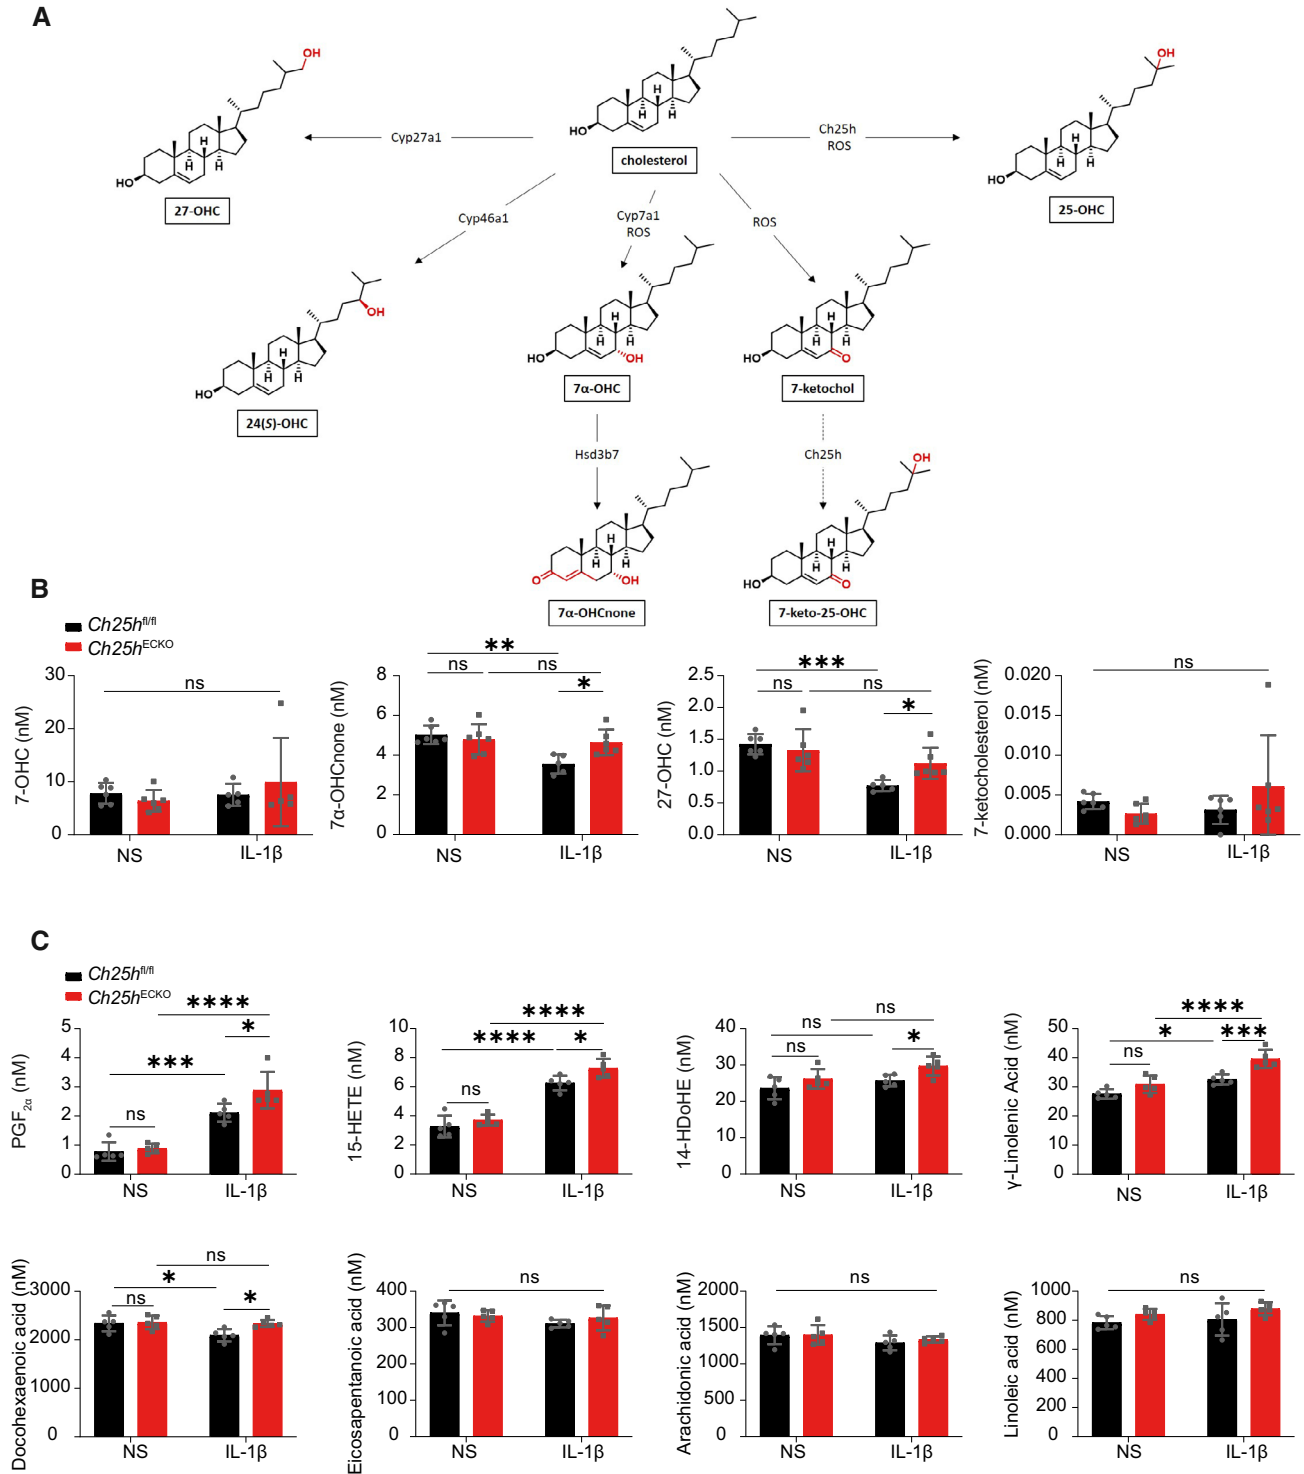 A
OH
HO
27-OHC
Cyp27a1
H
H
H
HO
cholesterol
Ch25h
ROS
OH
HO
25-OHC
Cyp46a1
Cyp7a1
ROS
ROS
OH
HO
24(S)-OHC
HO
OH
7α-OHC
HO
O
7-ketochol
Hsd3b7
Ch25h
O
OH
7α-OHCnone
OH
HO
O
7-keto-25-OHC
B
Ch25hfl/fl
Ch25hECKO
7-OHC (nM)
30
20
10
0
ns
NS
IL-1β
7α-OHCnone (nM)
8
6
4
2
0
**
ns
ns
*
NS
IL-1β
27-OHC (nM)
2.5
2.0
1.5
1.0
0.5
0.0
***
ns
ns
*
NS
IL-1β
7-ketocholesterol (nM)
0.020
0.015
0.010
0.005
0.000
ns
NS
IL-1β
C
Ch25hfl/fl
Ch25hECKO
PGF2α (nM)
5
4
3
2
1
0
****
*
***
ns
NS
IL-1β
15-HETE (nM)
10
8
6
4
2
0
****
****
*
ns
NS
IL-1β
14-HDoHE (nM)
40
30
20
10
0
ns
ns
*
ns
NS
IL-1β
γ-Linolenic Acid (nM)
50
40
30
20
10
0
****
*
***
ns
NS
IL-1β
Docohexaenoic acid (nM)
3000
2000
1000
0
ns
*
ns
*
NS
IL-1β
Eicosapentanoic acid (nM)
400
300
200
100
0
ns
NS
IL-1β
Arachidonic acid (nM)
2000
1500
1000
500
0
ns
NS
IL-1β
Linoleic acid (nM)
1000
800
600
400
200
0
ns
NS
IL-1β